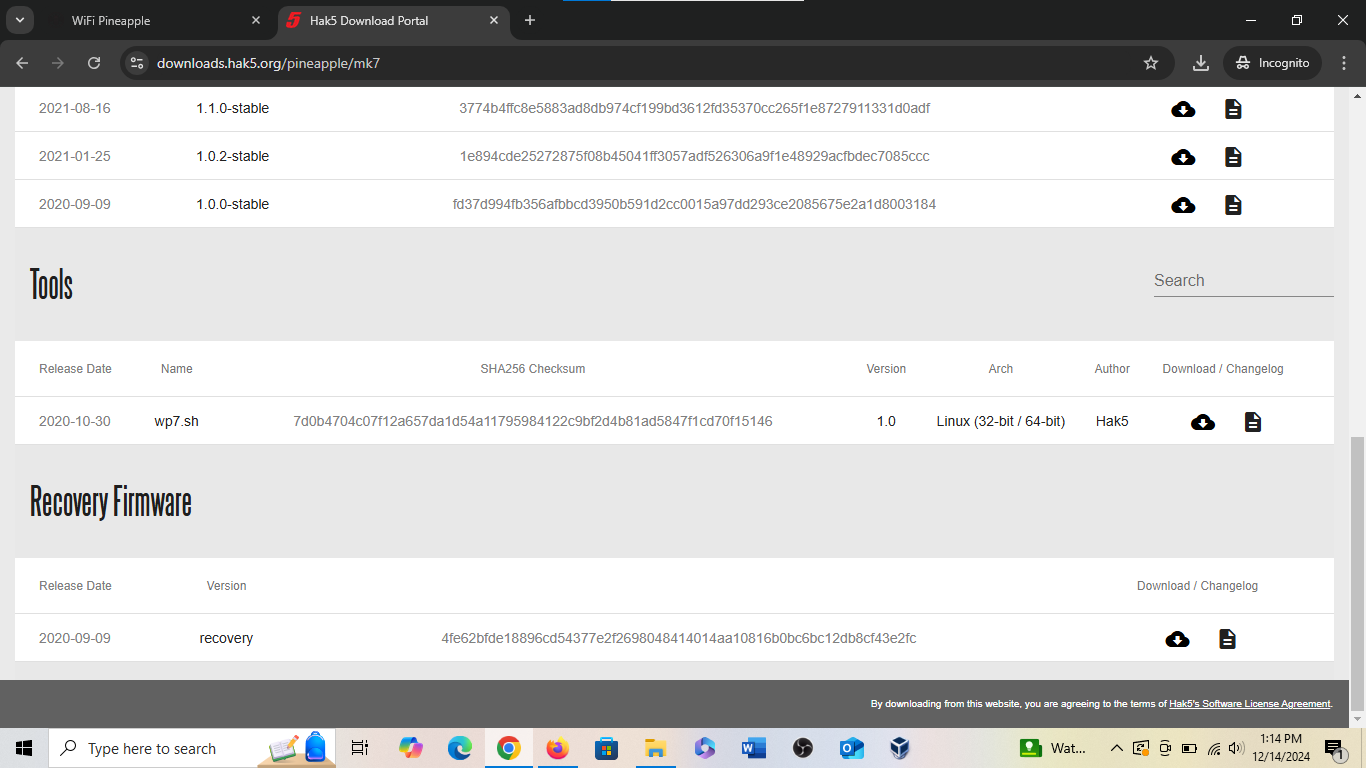 WiFi Pineapple
Hak5 Download Portal
downloads.hak5.org/pineapple/mk7
Incognito
2021-08-16 1.1.0-stable 3774b4ffc8e5883ad8db974cf199bd3612fd35370cc265f1e8727911331d0adf
2021-01-25 1.0.2-stable 1e894cde25272875f08b45041ff3057adf526306a9f1e48929acfbdec7085ccc
2020-09-09 1.0.0-stable fd37d994fb356afbbcd3950b591d2cc0015a97dd293ce2085675e2a1d8003184
Tools
Search
Release Date Name SHA256 Checksum Version Arch Author Download / Changelog
2020-10-30 wp7.sh 7d0b4704c07f12a657da1d54a11795984122c9bf2d4b81ad5847f1cd70f15146 1.0 Linux (32-bit / 64-bit) Hak5
Recovery Firmware
Release Date Version Download / Changelog
2020-09-09 recovery 4fe62bfde18896cd54377e2f2698048414014aa10816b0bc6bc12db8cf43e2fc
By downloading from this website, you are agreeing to the terms of Hak5's Software License Agreement.
Type here to search
Wat...
1:14 PM
12/14/2024
1